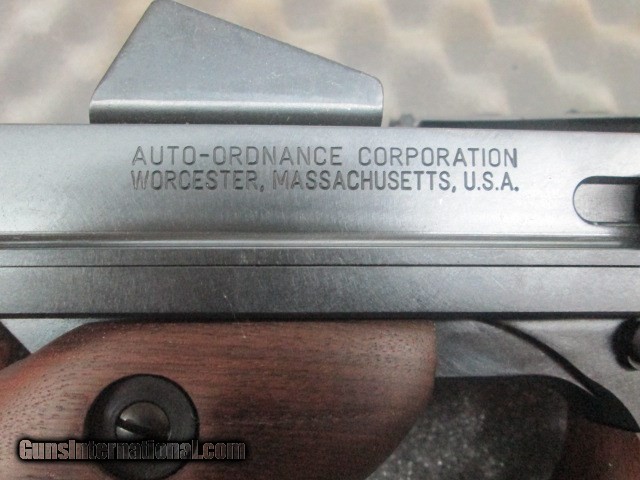 AUTO-ORDNANCE CORPORATION
WORCESTER, MASSACHUSETTS, U.S.A.
GunsInternational.com